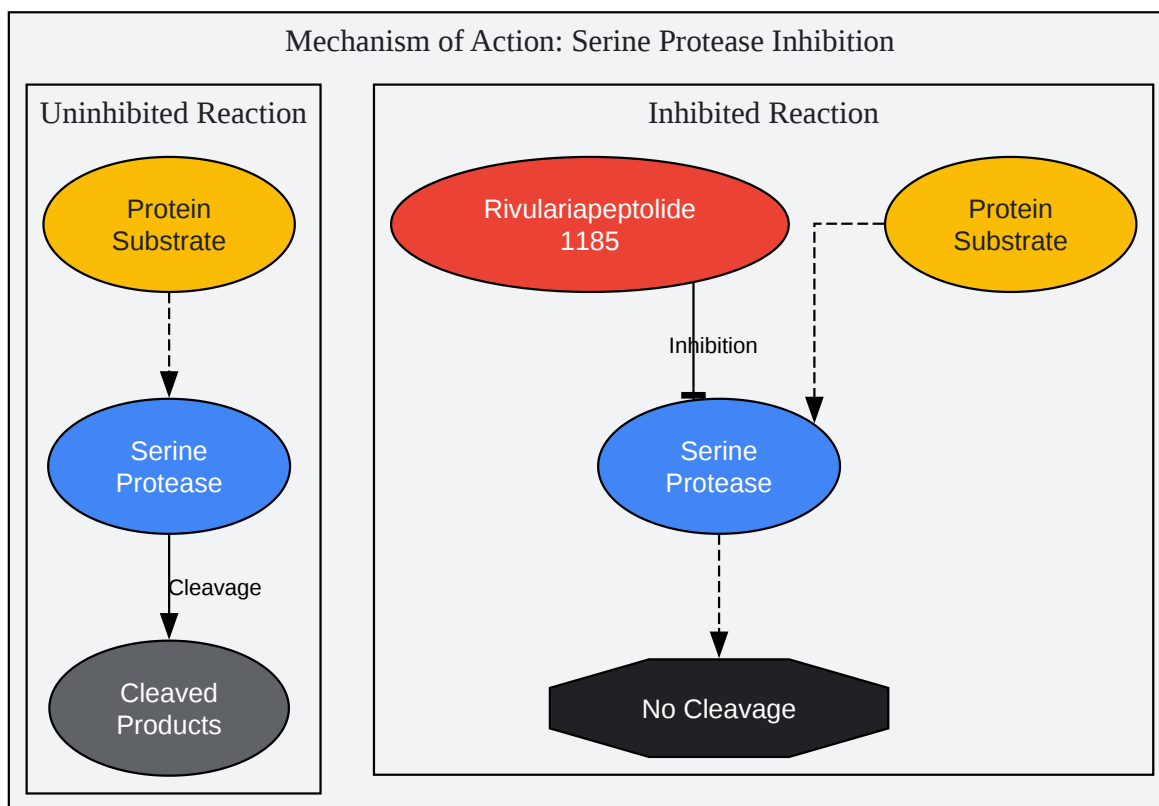 Mechanism of Action: Serine Protease Inhibition
Uninhibited Reaction
Protein
Substrate
Serine
Protease
Cleavage
Cleaved
Products
Inhibited Reaction
Rivulariapeptolide
1185
Protein
Substrate
Inhibition
Serine
Protease
No Cleavage